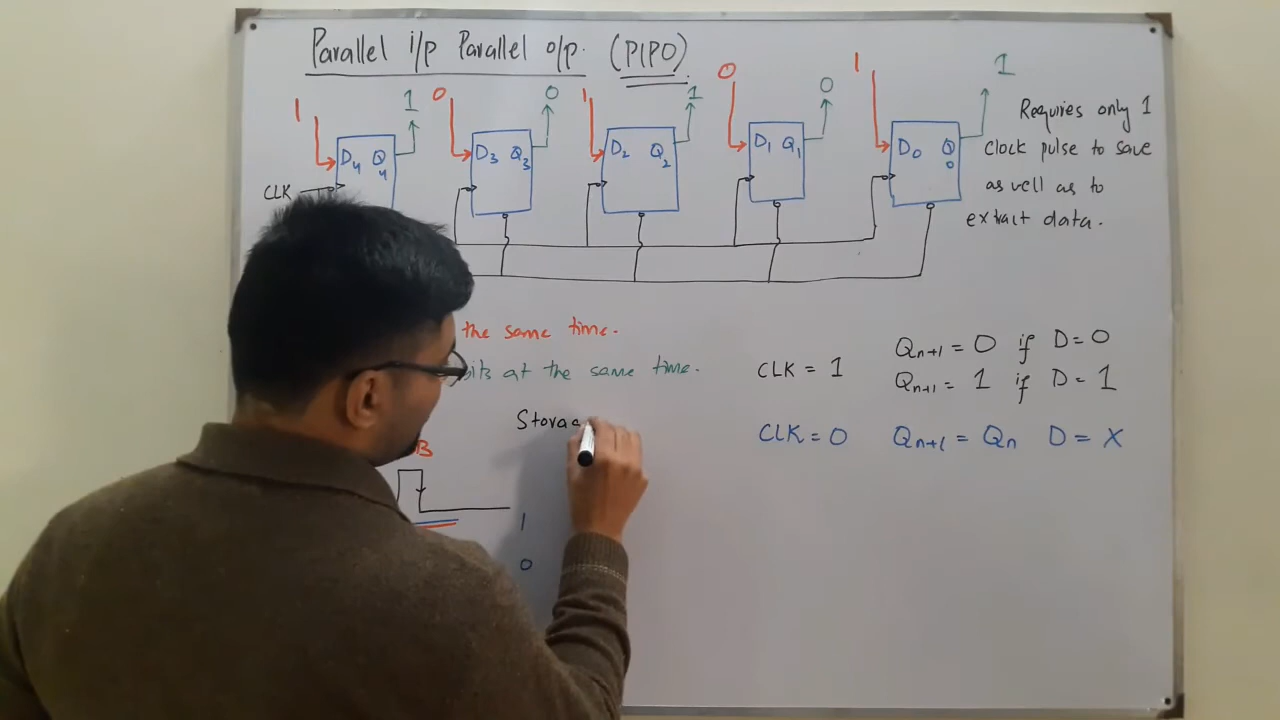 Parallel i/p Parallel o/p. (PIPO)
1 1 0 0 1 1 0 0 1 1
D4 Q4 D3 Q3 D2 Q2 D1 Q1 D0 Q0
CLK
Requires only 1
clock pulse to save
as well as to
extract data.
the same time.
bits at the same time.
CLK = 1
Qn+1 = 0 if D = 0
Qn+1 = 1 if D = 1
CLK = 0 Qn+1 = Qn D = X
Storag
B
1
0